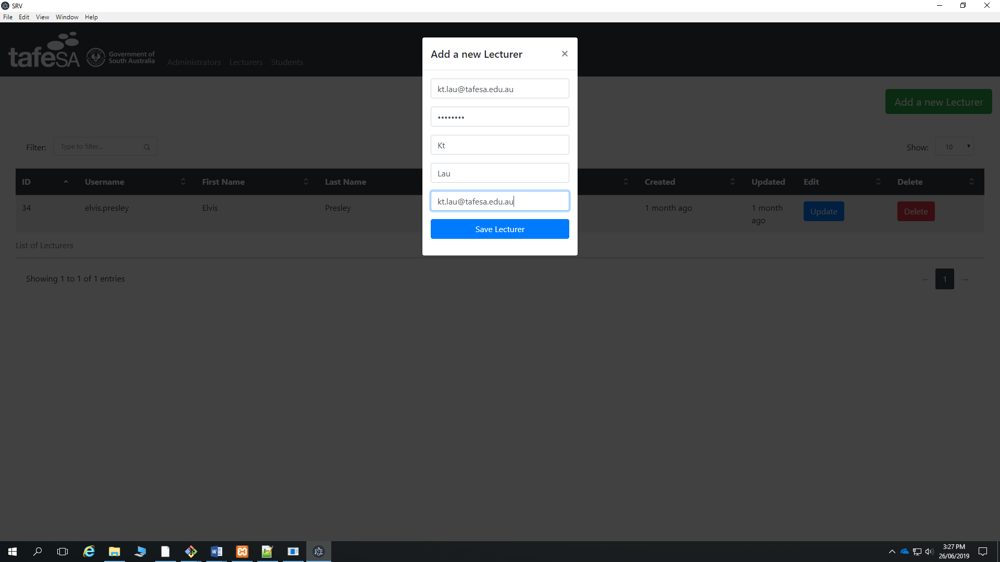 SRV
File Edit View Window Help
tafeSA
Government of
South Australia
Administrators Lecturers Students
Add a new Lecturer
×
kt.lau@tafesa.edu.au
••••••••
Kt
Lau
kt.lau@tafesa.edu.au
Save Lecturer
Add a new Lecturer
Filter: Type to filter...
Show: 10
ID Username First Name Last Name Created Updated Edit Delete
34 elvis.presley Elvis Presley 1 month ago 1 month Update Delete
ago
List of Lecturers
Showing 1 to 1 of 1 entries
← 1 →
3:27 PM
26/06/2019